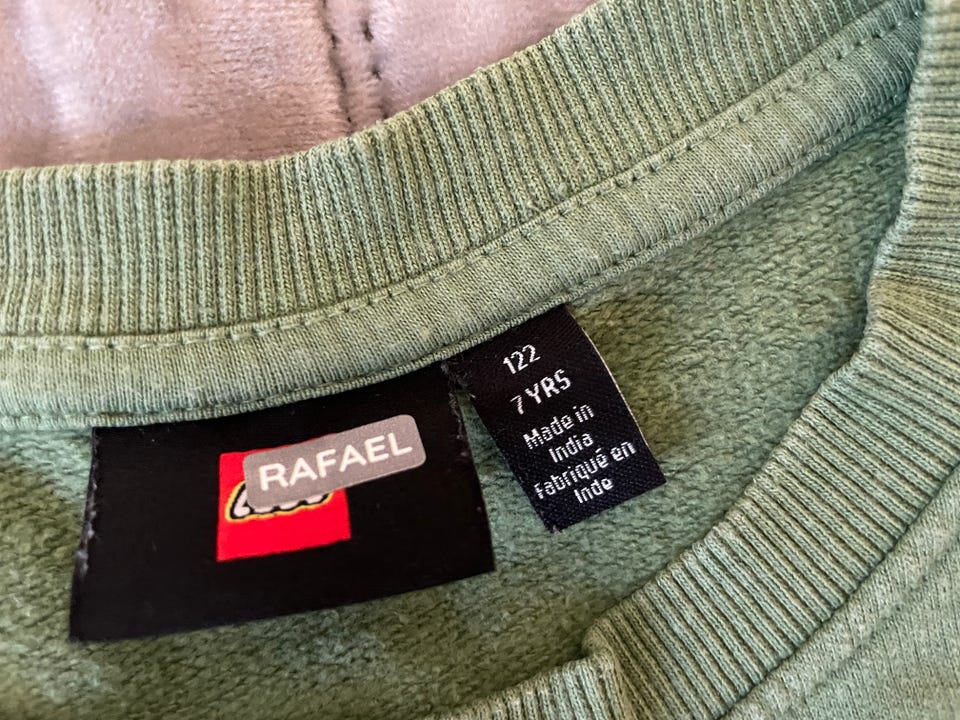 RAFAEL
122
7 YRS
Made in
India
Fabriqué en
Inde